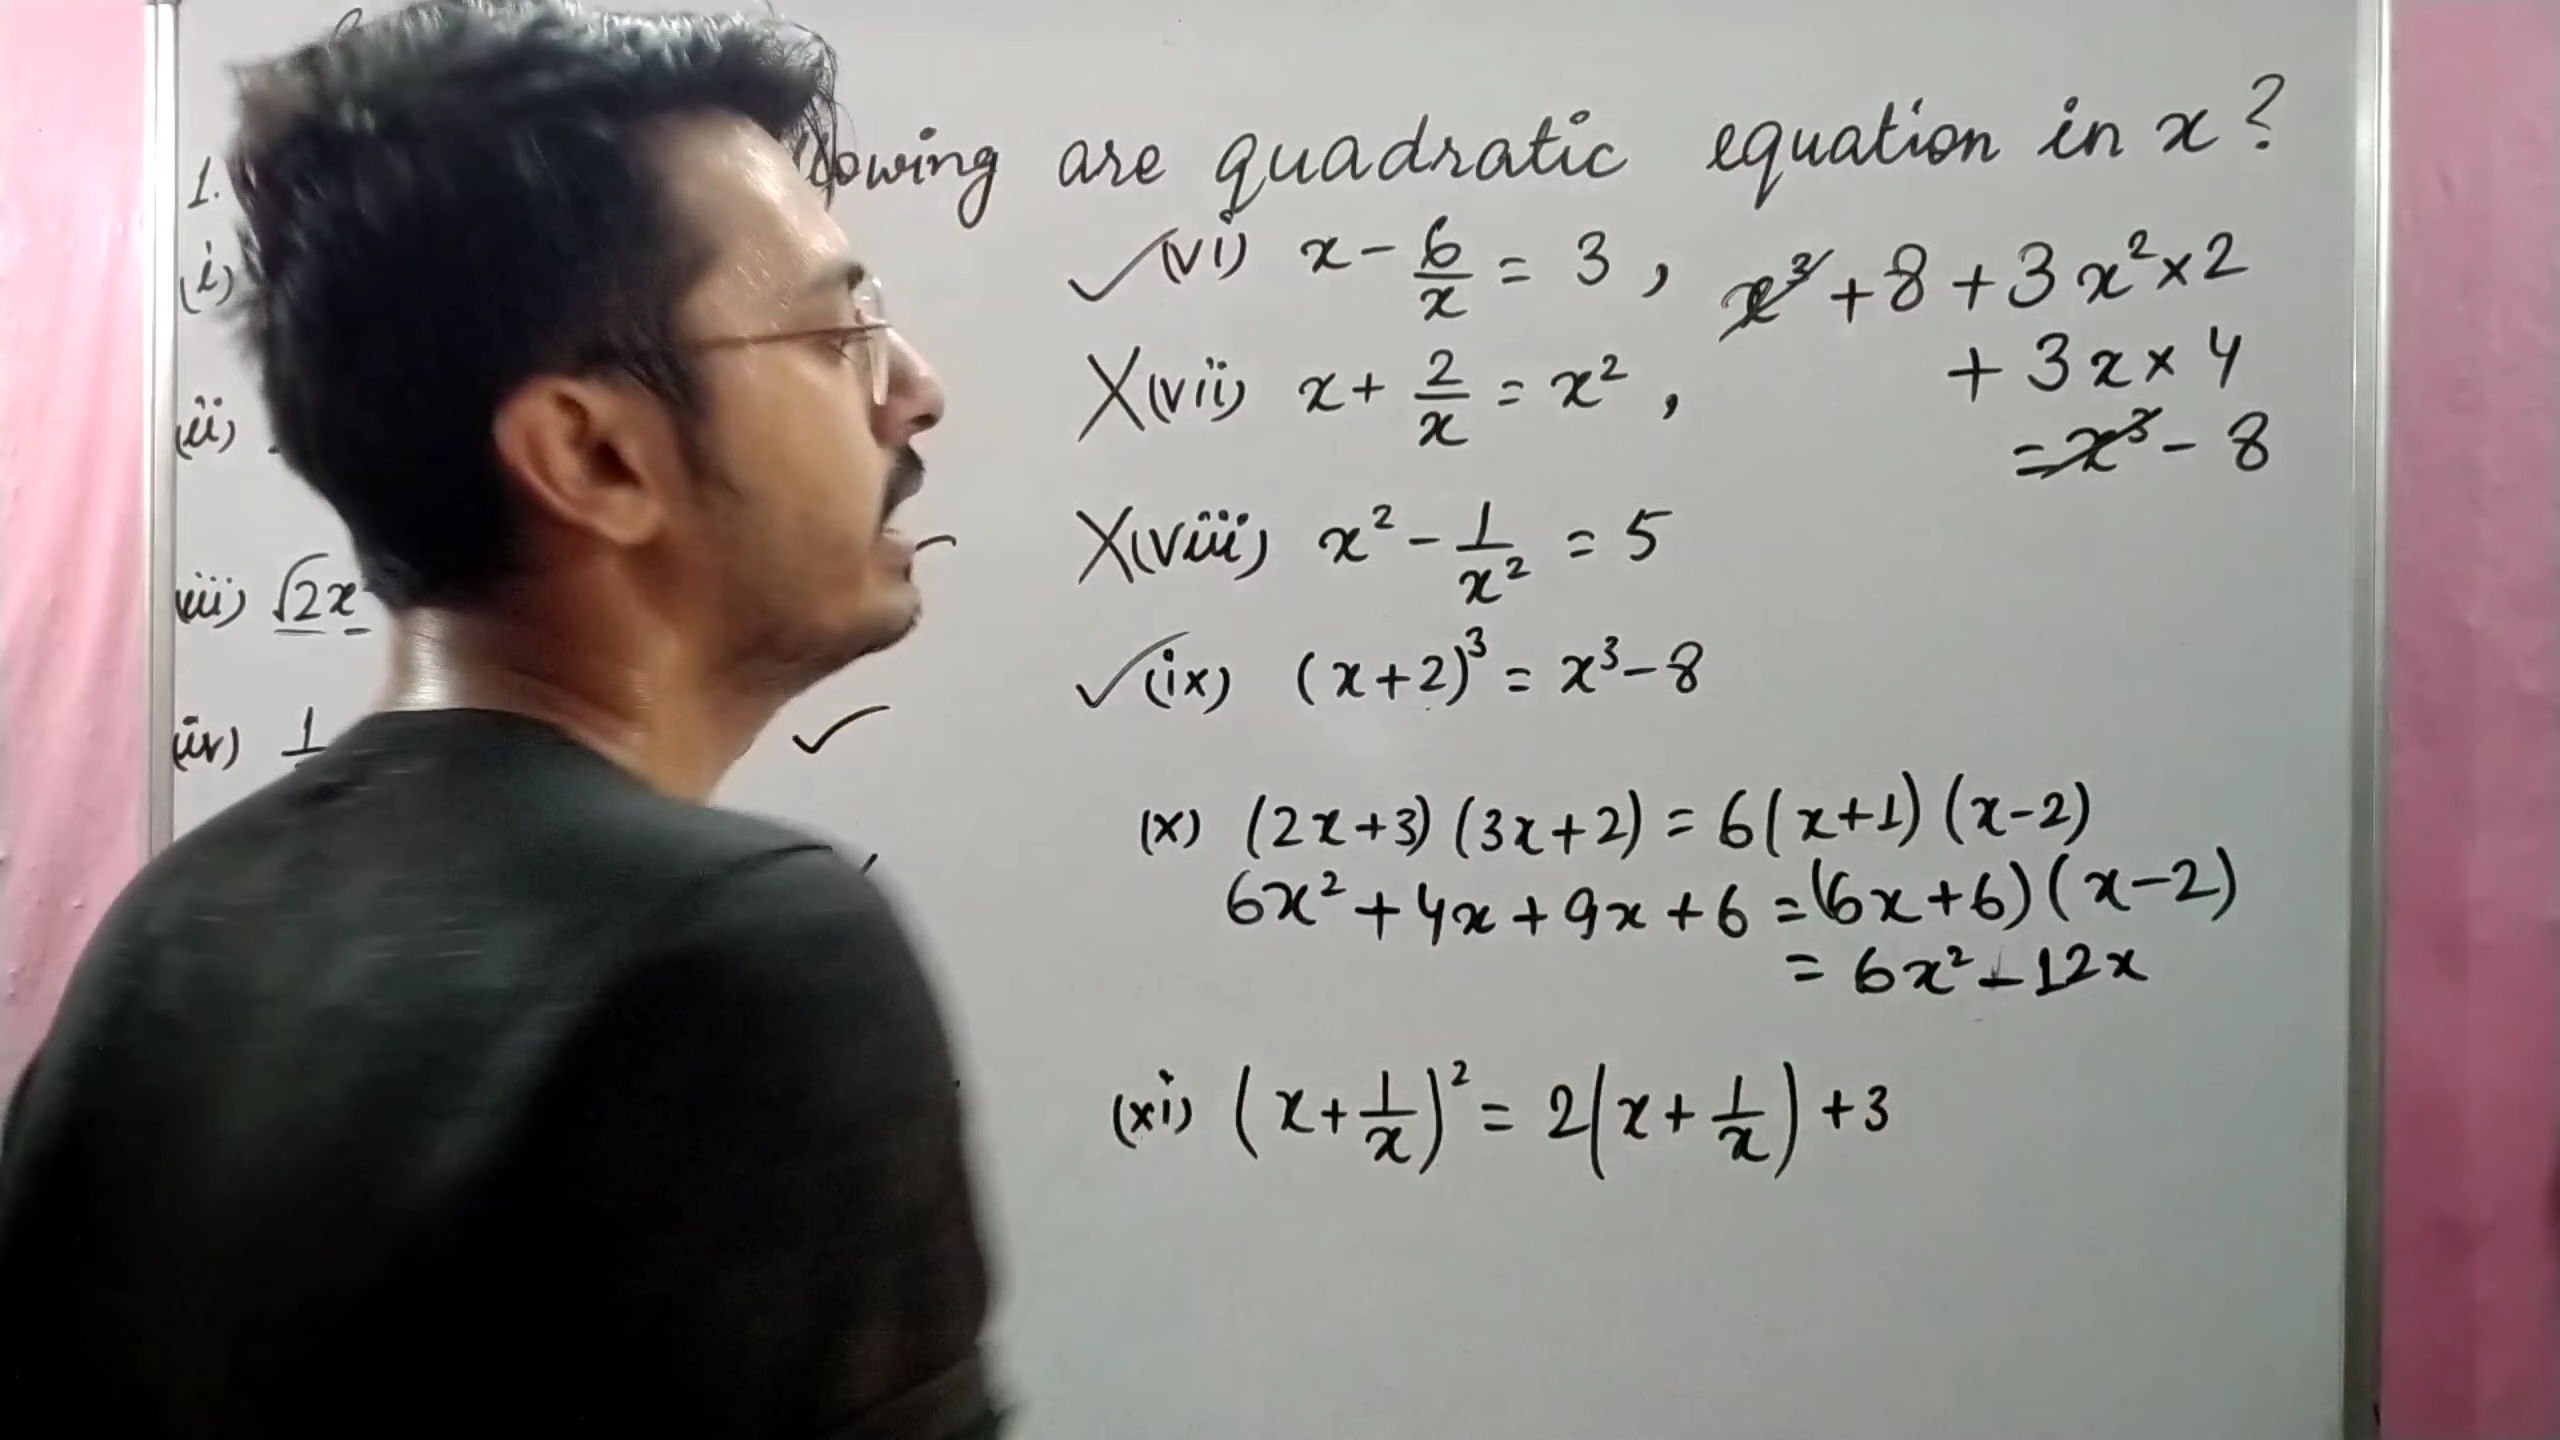 1. are quadratic equation in x ?
(i)
(ii)
(iii) √2x
(iv) 1
✓(vi) x - 6/x = 3 ,
X(vii) x + 2/x = x² ,
X(viii) x² - 1/x² = 5
✓(ix) (x+2)³ = x³-8
(x) (2x+3) (3x+2) = 6(x+1) (x-2)
6x² + 4x + 9x + 6 = (6x+6) (x-2)
= 6x² - 12x
(xi) (x + 1/x)² = 2(x + 1/x) + 3
x³ + 8 + 3x² × 2
+ 3x × 4
= x³ - 8